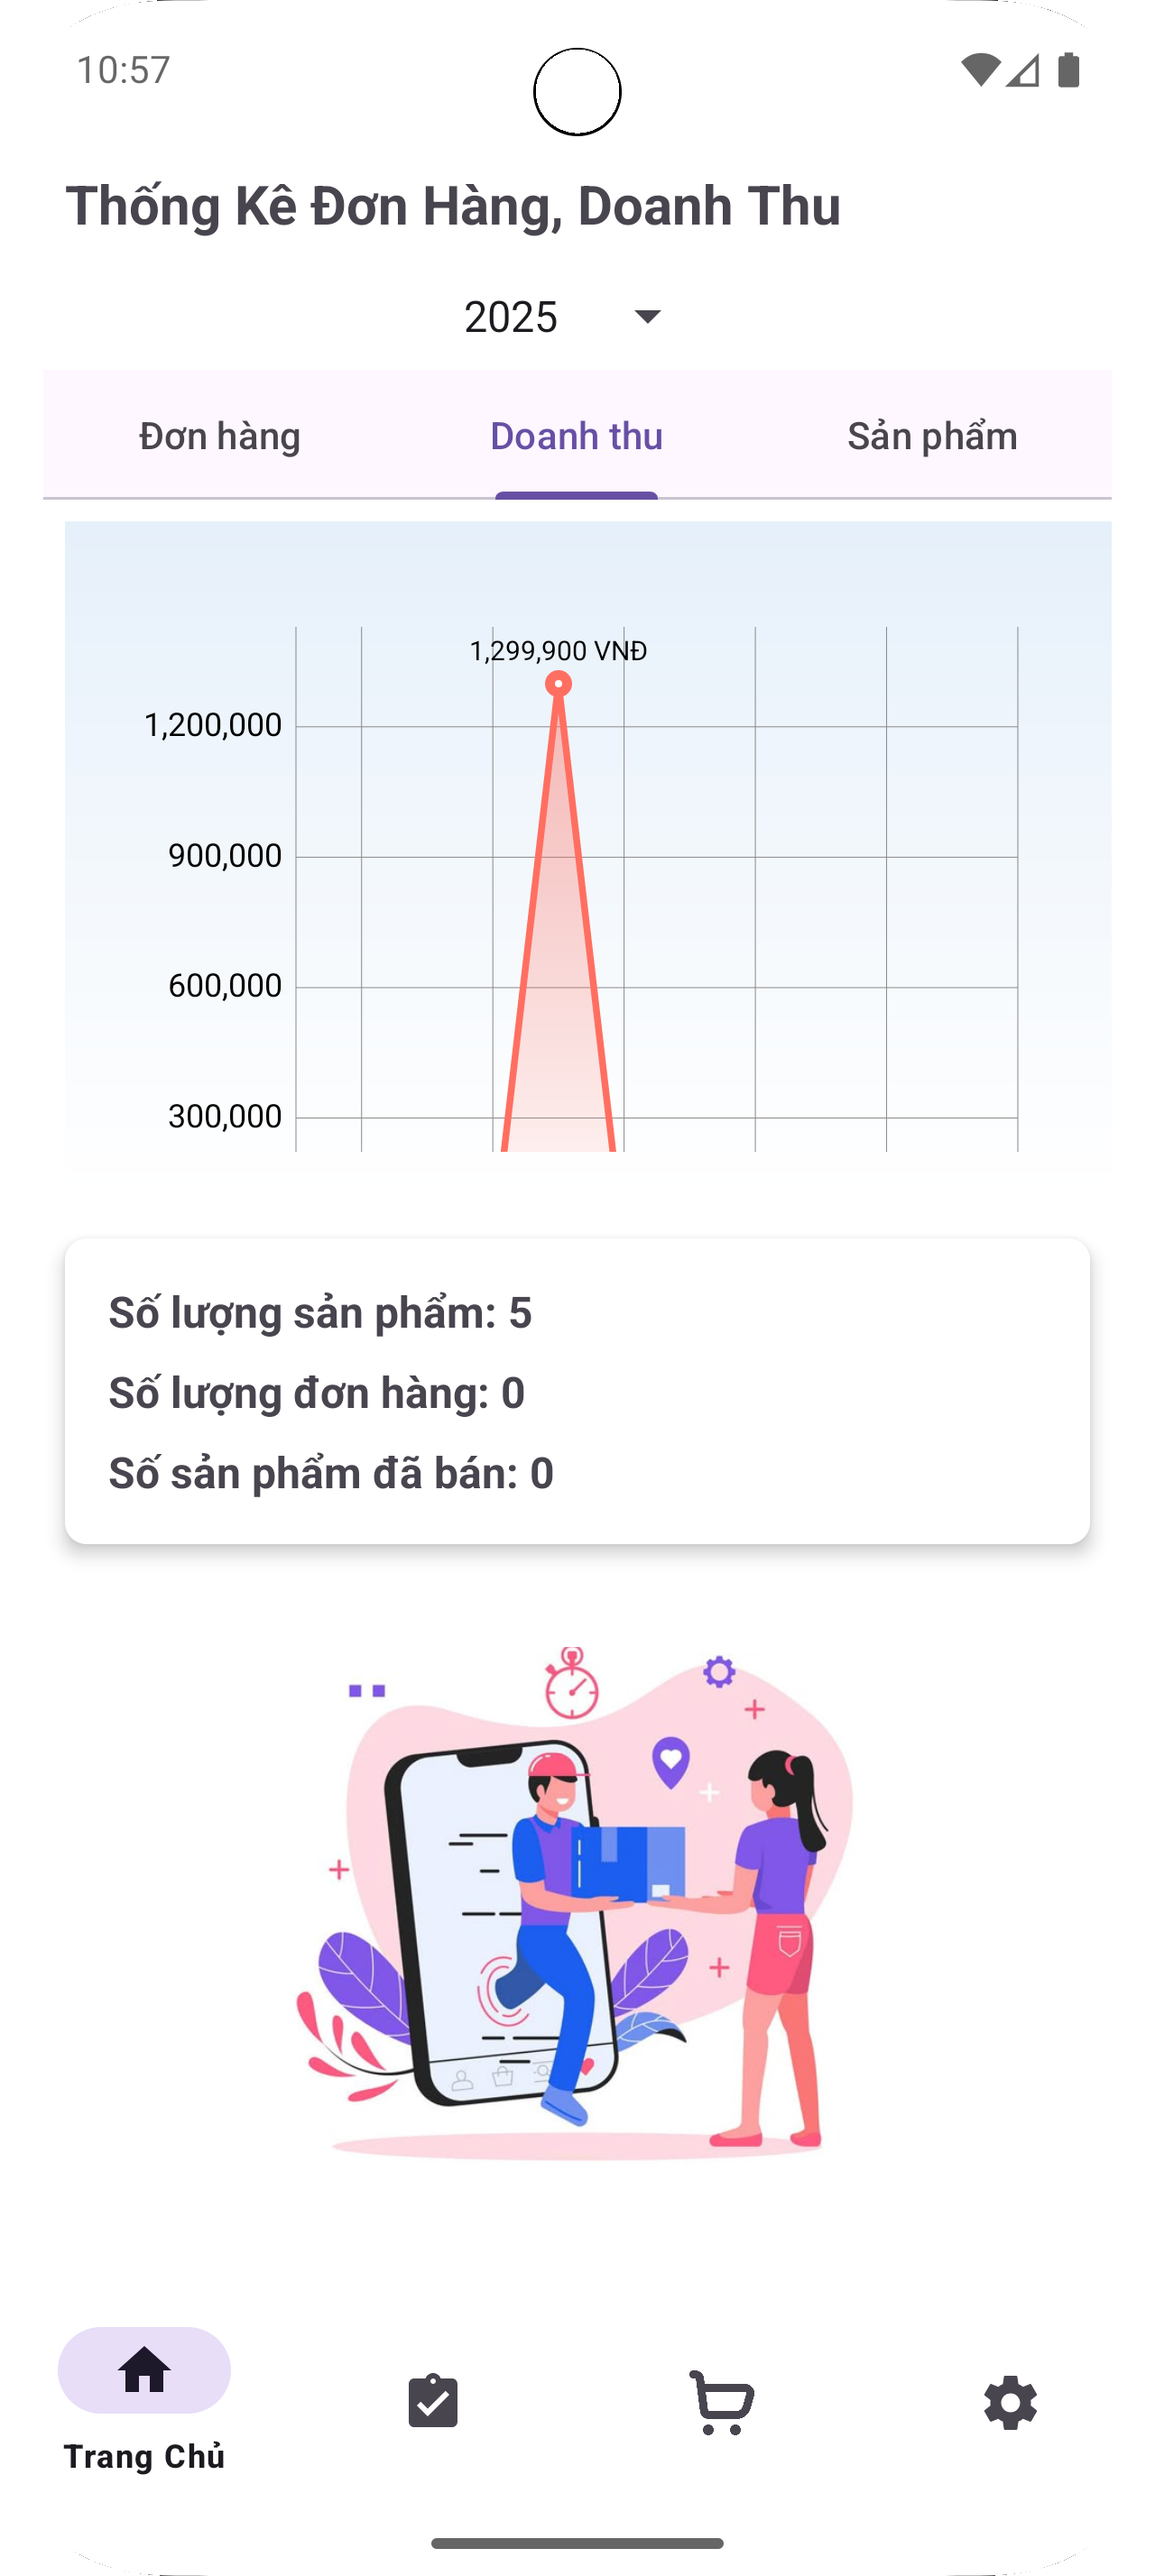 10:57
Thống Kê Đơn Hàng, Doanh Thu
2025
Đơn hàng
Doanh thu
Sản phẩm
1,299,900 VNĐ
1,200,000
900,000
600,000
300,000
Số lượng sản phẩm: 5
Số lượng đơn hàng: 0
Số sản phẩm đã bán: 0
Trang Chủ